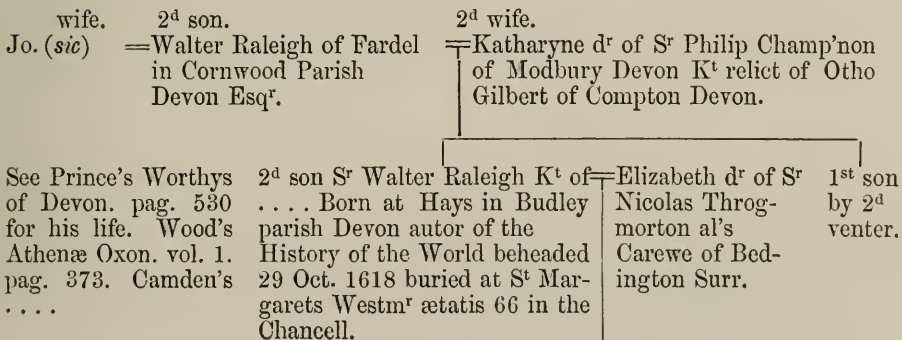 wife. 2ᵈ son. 2ᵈ wife.
Jo. (sic) =Walter Raleigh of Fardel =Katharyne dʳ of Sʳ Philip Champ'non
in Cornwood Parish of Modbury Devon Kᵗ relict of Otho
Devon Esqʳ. Gilbert of Compton Devon.
See Prince's Worthys
of Devon. pag. 530
for his life. Wood's
Athenæ Oxon. vol. 1.
pag. 373. Camden's
. . . .
2ᵈ son Sʳ Walter Raleigh Kᵗ of=
. . . . Born at Hays in Budley
parish Devon autor of the
History of the World beheaded
29 Oct. 1618 buried at Sᵗ Mar-
garets Westmʳ ætatis 66 in the
Chancell.
Elizabeth dʳ of Sʳ
Nicolas Throg-
morton al's
Carewe of Bed-
ington Surr.
1ˢᵗ son
by 2ᵈ
venter.